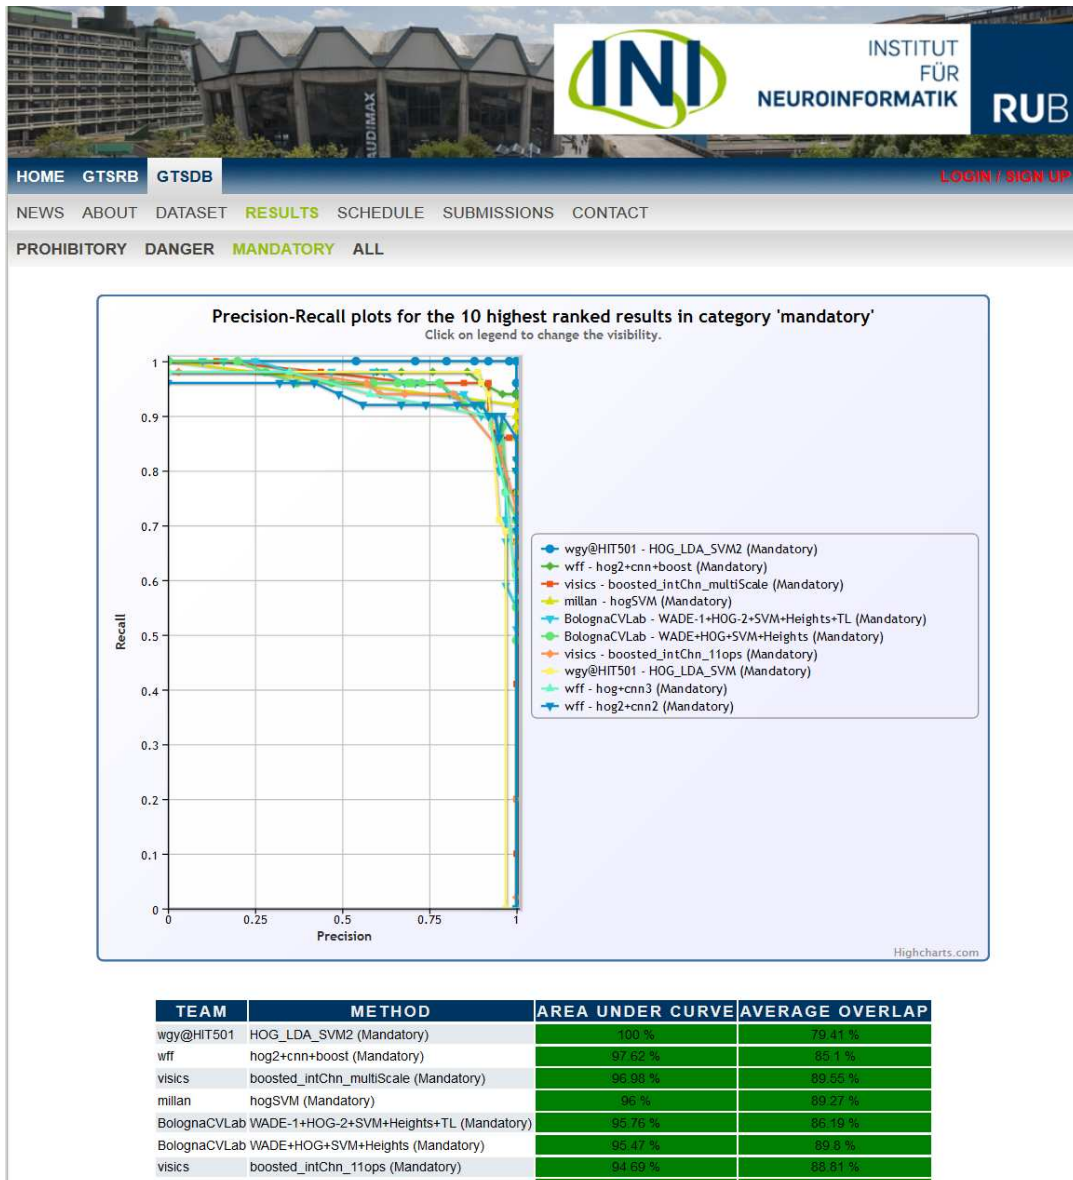 AUDIMAX
INI
INSTITUT
FÜR
NEUROINFORMATIK
RUB
HOME GTSRB GTSDB LOGIN / SIGN UP
NEWS ABOUT DATASET RESULTS SCHEDULE SUBMISSIONS CONTACT
PROHIBITORY DANGER MANDATORY ALL
Precision-Recall plots for the 10 highest ranked results in category 'mandatory'
Click on legend to change the visibility.
1
0.9
0.8
0.7
0.6
0.5
0.4
0.3
0.2
0.1
0
Recall
0 0.25 0.5 0.75 1
Precision
wgy@HIT501 - HOG_LDA_SVM2 (Mandatory)
wff - hog2+cnn+boost (Mandatory)
visics - boosted_intChn_multiScale (Mandatory)
millan - hogSVM (Mandatory)
BolognaCVLab - WADE-1+HOG-2+SVM+Heights+TL (Mandatory)
BolognaCVLab - WADE+HOG+SVM+Heights (Mandatory)
visics - boosted_intChn_11ops (Mandatory)
wgy@HIT501 - HOG_LDA_SVM (Mandatory)
wff - hog+cnn3 (Mandatory)
wff - hog2+cnn2 (Mandatory)
Highcharts.com
TEAM METHOD AREA UNDER CURVE AVERAGE OVERLAP
wgy@HIT501 HOG_LDA_SVM2 (Mandatory) 100 % 79.41 %
wff hog2+cnn+boost (Mandatory) 97.62 % 85.1 %
visics boosted_intChn_multiScale (Mandatory) 96.98 % 89.55 %
millan hogSVM (Mandatory) 96 % 89.27 %
BolognaCVLab WADE-1+HOG-2+SVM+Heights+TL (Mandatory) 95.76 % 86.19 %
BolognaCVLab WADE+HOG+SVM+Heights (Mandatory) 95.47 % 89.8 %
visics boosted_intChn_11ops (Mandatory) 94.69 % 88.81 %